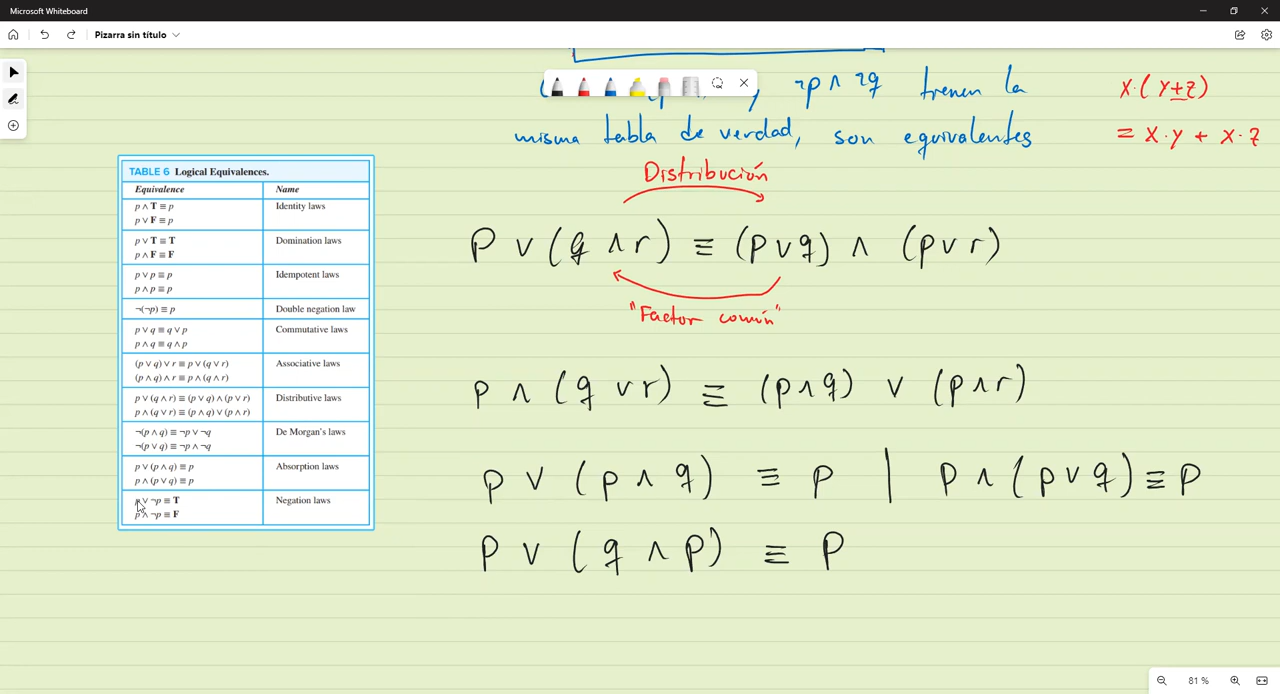 Microsoft Whiteboard
Pizarra sin título
¬p ∧ ¬q tienen la
misma tabla de verdad, son equivalentes
x·(y±z)
= x·y + x·z
Distribución
p ∨ (q ∧ r) ≡ (p ∨ q) ∧ (p ∨ r)
"Factor común"
p ∧ (q ∨ r) ≡ (p ∧ q) ∨ (p ∧ r)
p ∨ (p ∧ q) ≡ p | p ∧ (p ∨ q) ≡ p
p ∨ (q ∧ p) ≡ p
TABLE 6 Logical Equivalences.
Equivalence Name
p ∧ T ≡ p Identity laws
p ∨ F ≡ p
p ∨ T ≡ T Domination laws
p ∧ F ≡ F
p ∨ p ≡ p Idempotent laws
p ∧ p ≡ p
¬(¬p) ≡ p Double negation law
p ∨ q ≡ q ∨ p Commutative laws
p ∧ q ≡ q ∧ p
(p ∨ q) ∨ r ≡ p ∨ (q ∨ r) Associative laws
(p ∧ q) ∧ r ≡ p ∧ (q ∧ r)
p ∨ (q ∧ r) ≡ (p ∨ q) ∧ (p ∨ r) Distributive laws
p ∧ (q ∨ r) ≡ (p ∧ q) ∨ (p ∧ r)
¬(p ∧ q) ≡ ¬p ∨ ¬q De Morgan's laws
¬(p ∨ q) ≡ ¬p ∧ ¬q
p ∨ (p ∧ q) ≡ p Absorption laws
p ∧ (p ∨ q) ≡ p
p ∨ ¬p ≡ T Negation laws
p ∧ ¬p ≡ F
81 %